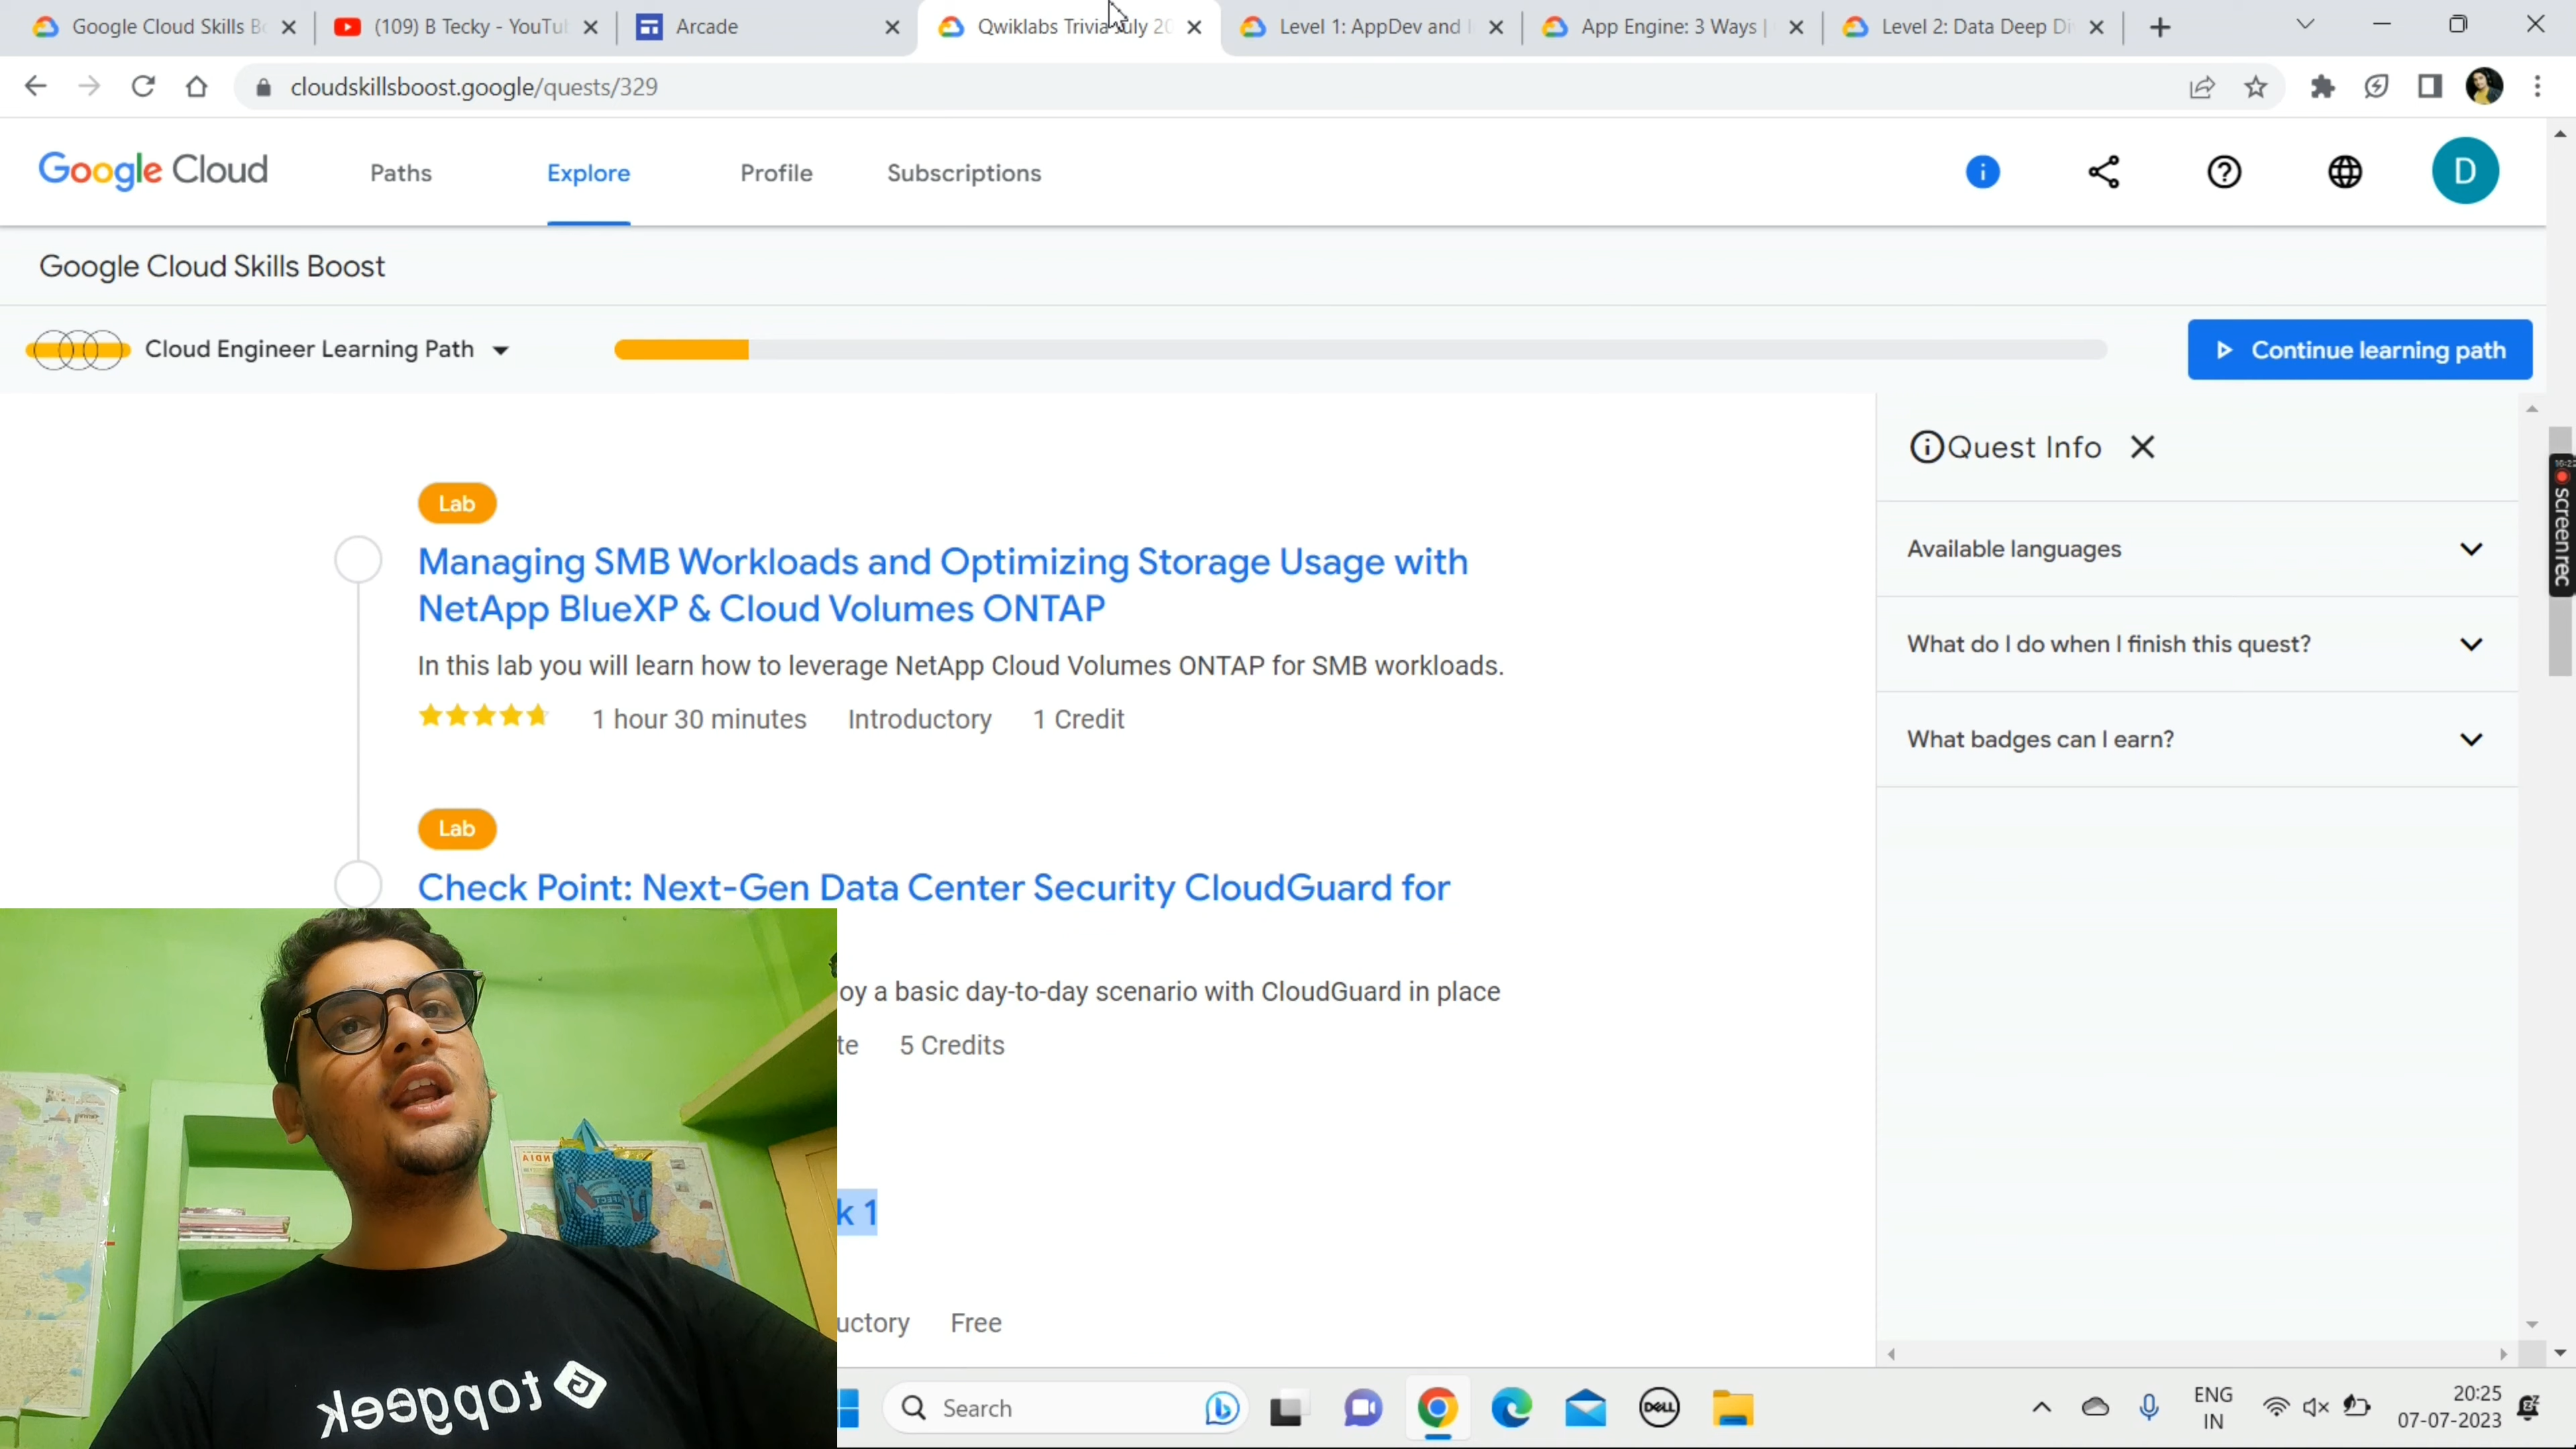 Google Cloud Skills Bo
(109) B Tecky - YouTu
Arcade
Qwiklabs Trivia July 20
Level 1: AppDev and I
App Engine: 3 Ways |
Level 2: Data Deep Di
cloudskillsboost.google/quests/329
Google Cloud
Paths
Explore
Profile
Subscriptions
D
Google Cloud Skills Boost
Cloud Engineer Learning Path
Continue learning path
Lab
Managing SMB Workloads and Optimizing Storage Usage with
NetApp BlueXP & Cloud Volumes ONTAP
In this lab you will learn how to leverage NetApp Cloud Volumes ONTAP for SMB workloads.
1 hour 30 minutes
Introductory
1 Credit
Lab
Check Point: Next-Gen Data Center Security CloudGuard for
oy a basic day-to-day scenario with CloudGuard in place
te
5 Credits
k 1
uctory
Free
Quest Info
Available languages
What do I do when I finish this quest?
What badges can I earn?
screenrec
INDIA
topgeek
Search
DELL
ENG
IN
20:25
07-07-2023